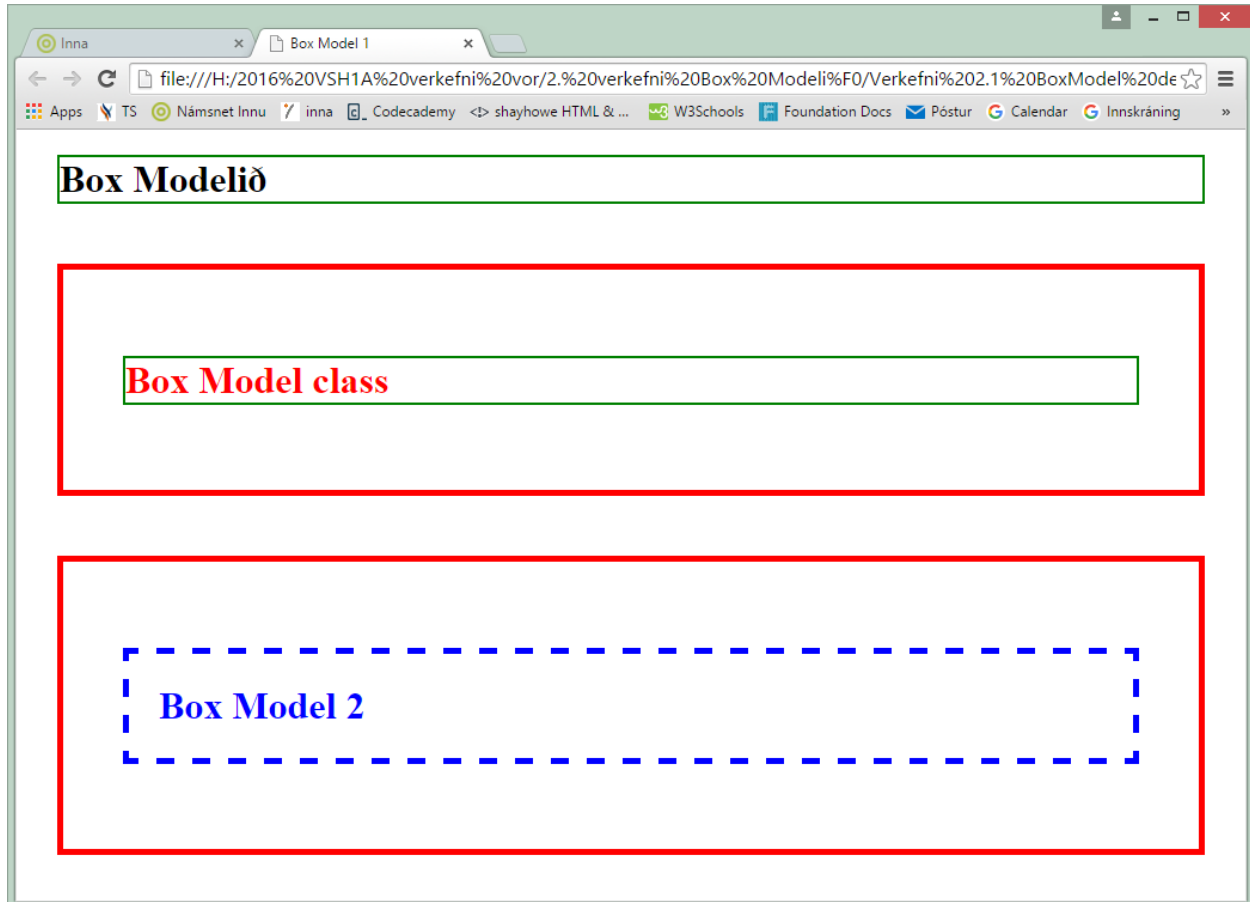 Inna
Box Model 1
file:///H:/2016%20VSH1A%20verkefni%20vor/2.%20verkefni%20Box%20Modeli%F0/Verkefni%202.1%20BoxModel%20de
Apps TS Námsnet Innu inna Codecademy <!> shayhowe HTML & ... W3Schools Foundation Docs Póstur Calendar Innskráning »
Box Modelið
Box Model class
Box Model 2